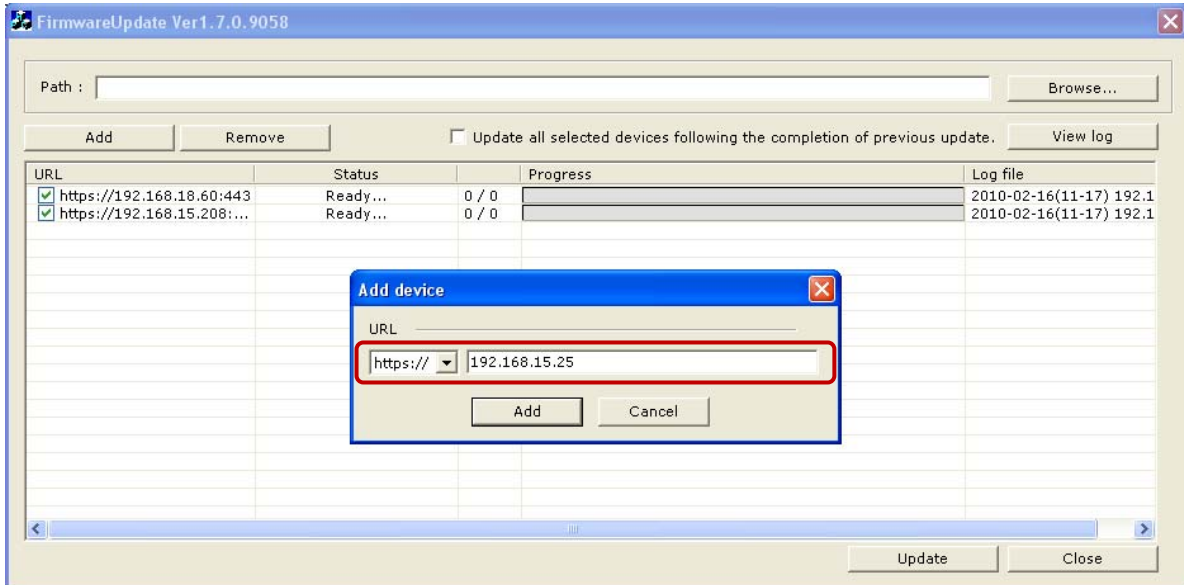 FirmwareUpdate Ver1.7.0.9058
Path :
Browse...
Add
Remove
Update all selected devices following the completion of previous update.
View log
URL Status Progress Log file
https://192.168.18.60:443 Ready... 0 / 0 2010-02-16(11-17) 192.1
https://192.168.15.208:... Ready... 0 / 0 2010-02-16(11-17) 192.1
Add device
URL
https:// 192.168.15.25
Add Cancel
Update Close